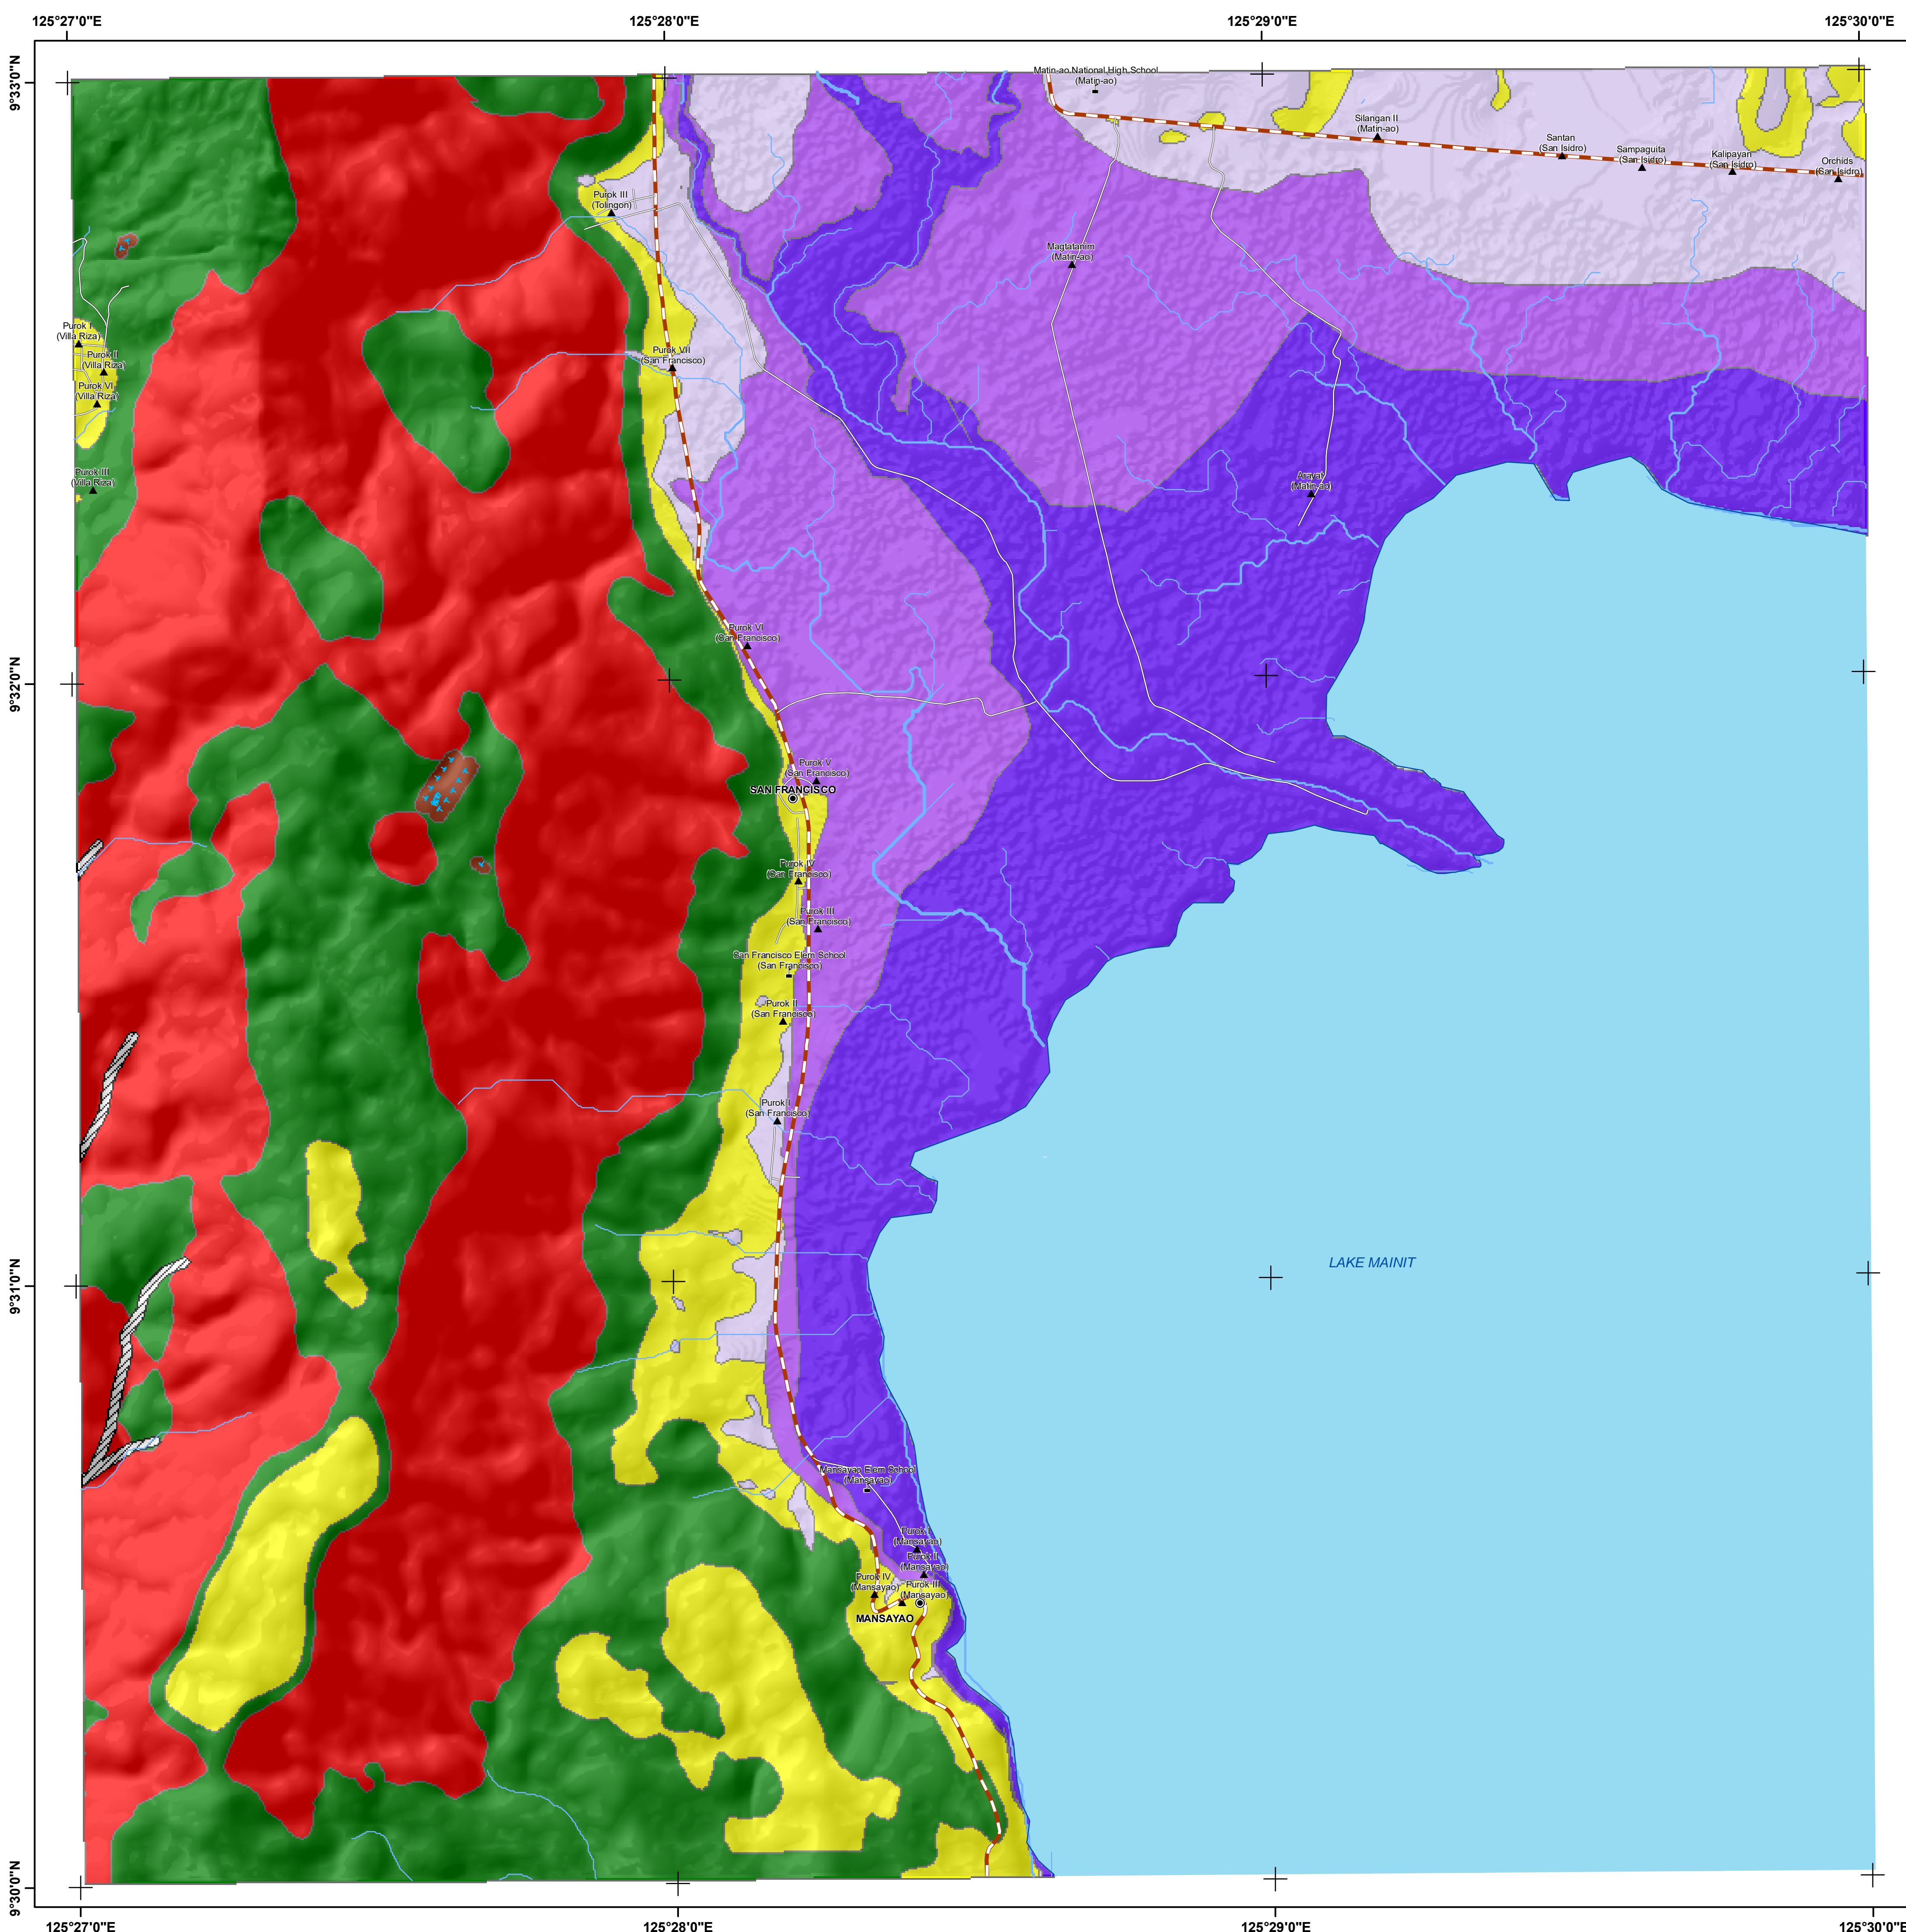 125°27'0"E
125°28'0"E
125°29'0"E
125°30'0"E
9°33'0"N
9°32'0"N
9°31'0"N
9°30'0"N
Matin-ao National High School
(Matin-ao)
Silangan II
(Matin-ao)
Santan
(San Isidro)
Sampaguita
(San Isidro)
Kalipayan
(San Isidro)
Orchids
(San Isidro)
Purok III
(Tolingon)
Magtatanim
(Matin-ao)
Purok I
(Villa Riza)
Purok II
(Villa Riza)
Purok VI
(Villa Riza)
Purok VII
(San Francisco)
Purok III
(Villa Riza)
Arayat
(Matin-ao)
Purok VI
(San Francisco)
Purok V
(San Francisco)
SAN FRANCISCO
Purok IV
(San Francisco)
Purok III
(San Francisco)
San Francisco Elem School
(San Francisco)
Purok II
(San Francisco)
Purok I
(San Francisco)
LAKE MAINIT
Mansayao Elem School
(Mansayao)
Purok I
(Mansayao)
Purok II
(Mansayao)
Purok IV
(Mansayao)
Purok III
(Mansayao)
MANSAYAO
125°27'0"E
125°28'0"E
125°29'0"E
125°30'0"E